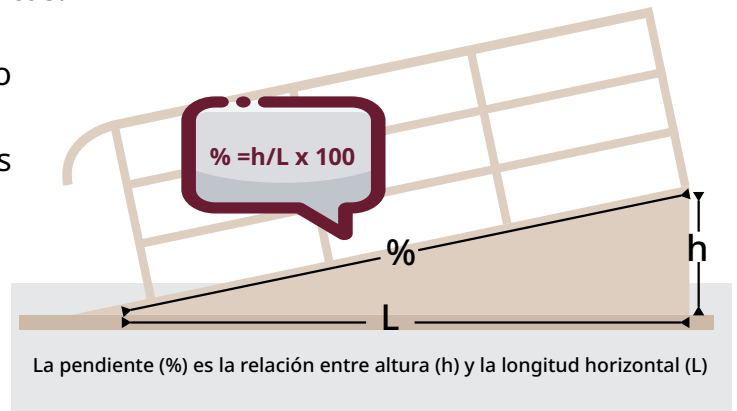 o
s
% =h/L x 100
%
h
L
La pendiente (%) es la relación entre altura (h) y la longitud horizontal (L)